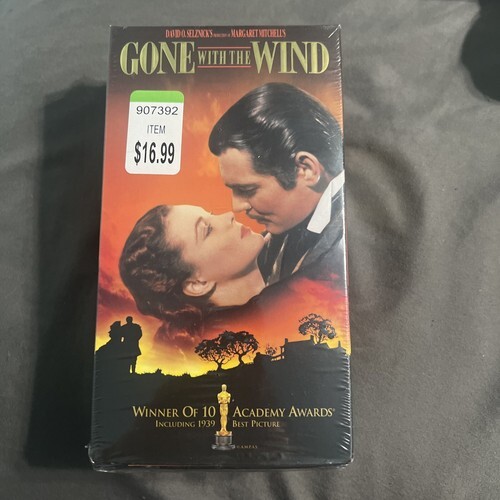 DAVID O. SELZNICK'S PRODUCTION OF MARGARET MITCHELL'S
GONE WITH THE WIND
907392
ITEM
$16.99
WINNER OF 10 ACADEMY AWARDS®
INCLUDING 1939 BEST PICTURE
©A.M.P.A.S.